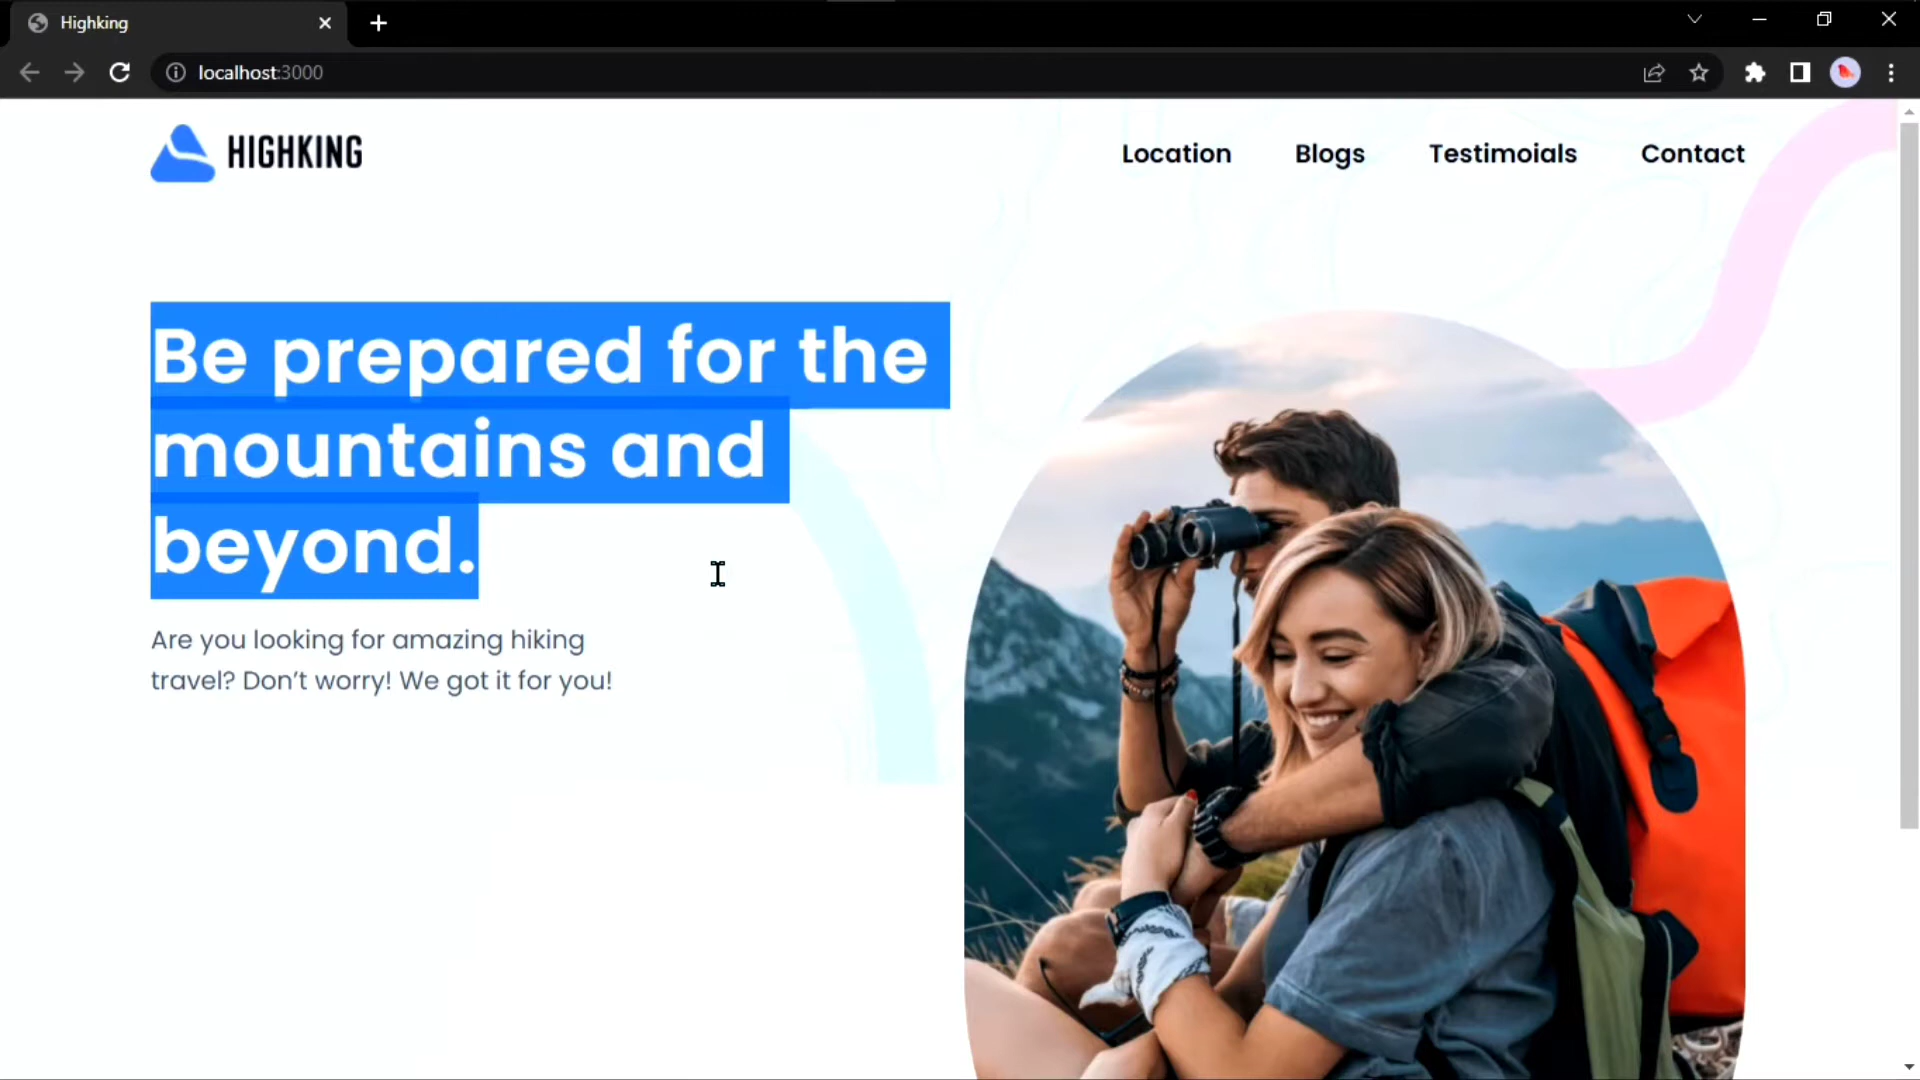 Highking
localhost:3000
HIGHKING
Location
Blogs
Testimoials
Contact
Be prepared for the
mountains and
beyond.
Are you looking for amazing hiking
travel? Don’t worry! We got it for you!